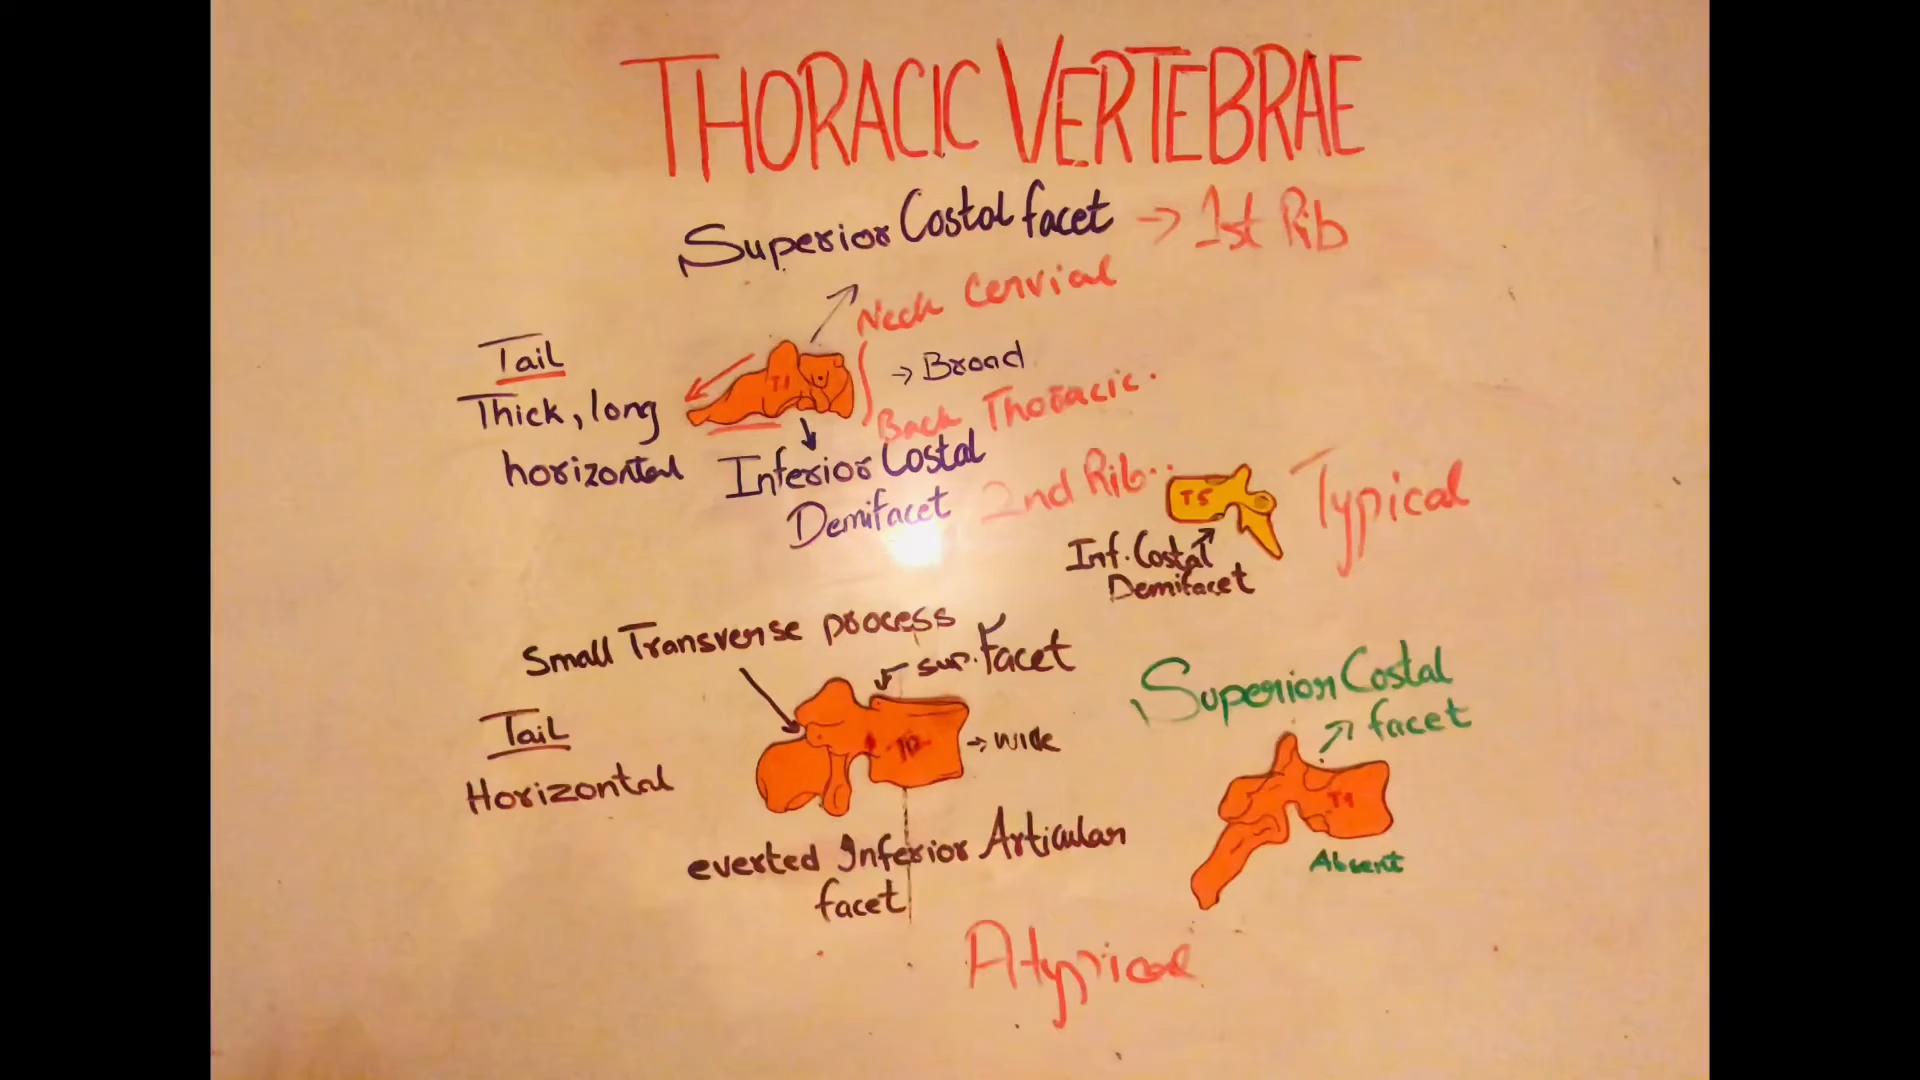 THORACIC VERTEBRAE
Superior Costal facet → 1st Rib
Neck Cervical
Tail
Thick, long
horizontal
T1
→ Broad
Back Thoracic.
Inferior Costal
Demifacet
2nd Rib..
T5
Typical
Inf. Costal
Demifacet
Small Transverse process
sup. Facet
Tail
Horizontal
→ wide
everted Inferior Articular
facet
Superior Costal
facet
T9
Absent
Atypical